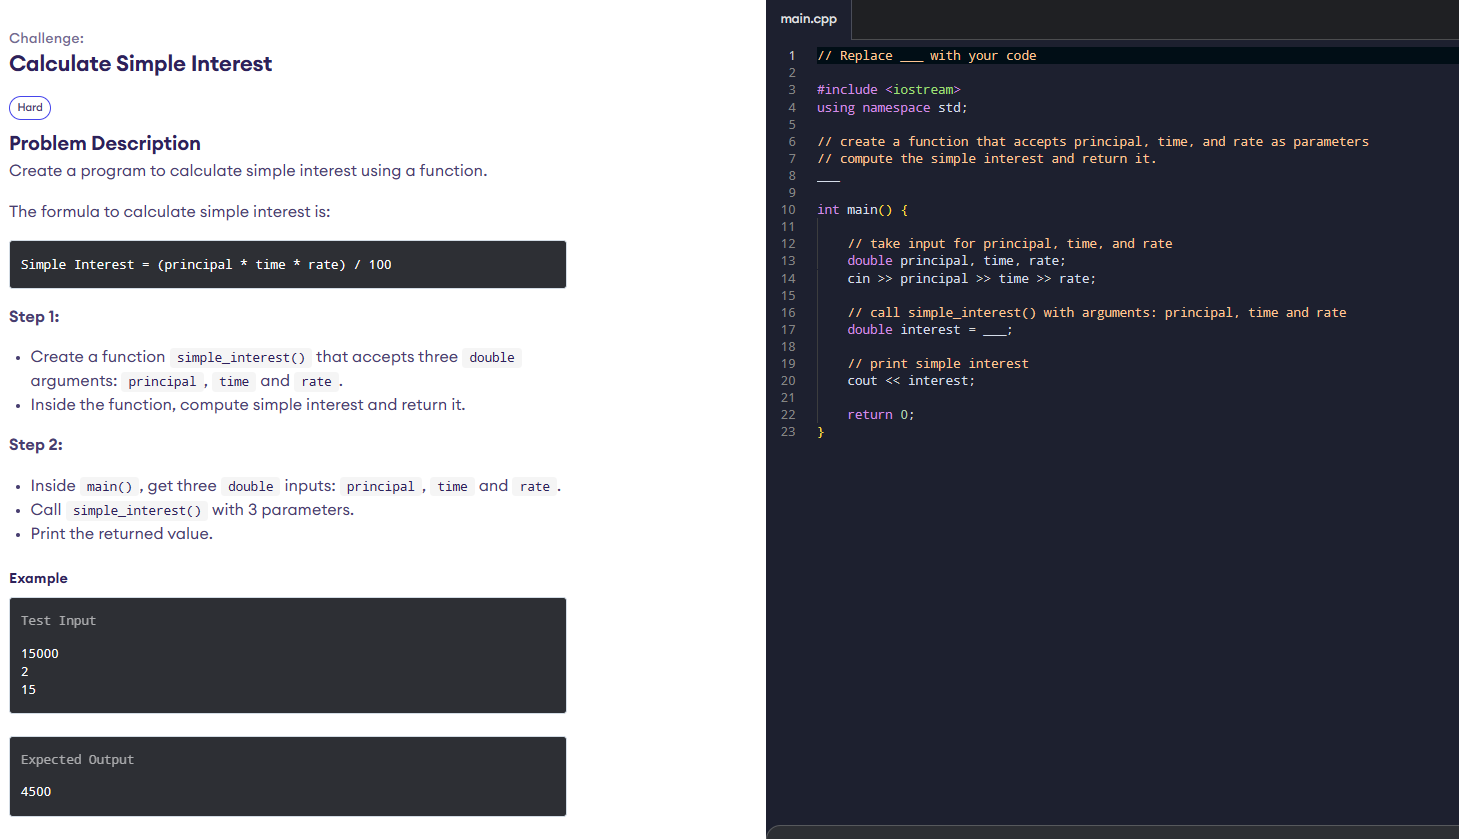 Challenge:
Calculate Simple Interest
Hard
Problem Description
Create a program to calculate simple interest using a function.
The formula to calculate simple interest is:
Simple Interest = (principal * time * rate) / 100
Step 1:
• Create a function simple_interest() that accepts three double
arguments: principal , time and rate .
• Inside the function, compute simple interest and return it.
Step 2:
• Inside main() , get three double inputs: principal , time and rate .
• Call simple_interest() with 3 parameters.
• Print the returned value.
Example
Test Input
15000
2
15
Expected Output
4500
main.cpp
1 // Replace ___ with your code
2
3 #include <iostream>
4 using namespace std;
5
6 // create a function that accepts principal, time, and rate as parameters
7 // compute the simple interest and return it.
8 ___
9
10 int main() {
11
12 // take input for principal, time, and rate
13 double principal, time, rate;
14 cin >> principal >> time >> rate;
15
16 // call simple_interest() with arguments: principal, time and rate
17 double interest = ___;
18
19 // print simple interest
20 cout << interest;
21
22 return 0;
23 }